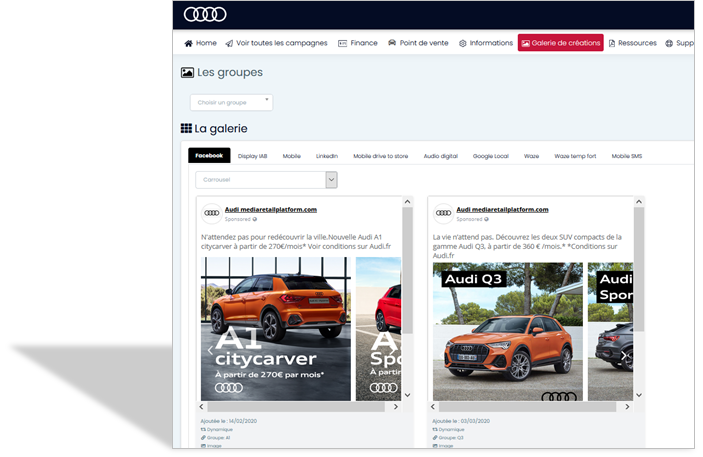 Home Voir toutes les campagnes Finance Point de vente Informations Galerie de créations Ressources Supp
Les groupes
Choisir un groupe
La galerie
Facebook Display IAB Mobile LinkedIn Mobile drive to store Audio digital Google Local Waze Waze temp fort Mobile SMS
Carrousel
Audi mediaretailplatform.com
Sponsored
N'attendez pas pour redécouvrir la ville.Nouvelle Audi A1
citycarver à partir de 270€/mois* Voir conditions sur Audi.fr
A1
citycarver
À partir de 270€ par mois*
A1
Spo
À pa
Ajoutée le : 14/02/2020
Dynamique
Groupe: A1
Image
Audi mediaretailplatform.com
Sponsored
La vie n'attend pas. Découvrez les deux SUV compacts de la
gamme Audi Q3, à partir de 360 € /mois.* *Conditions sur
Audi.fr
Audi Q3
Audi
Spor
Ajoutée le : 03/03/2020
Dynamique
Groupe: Q3
Image